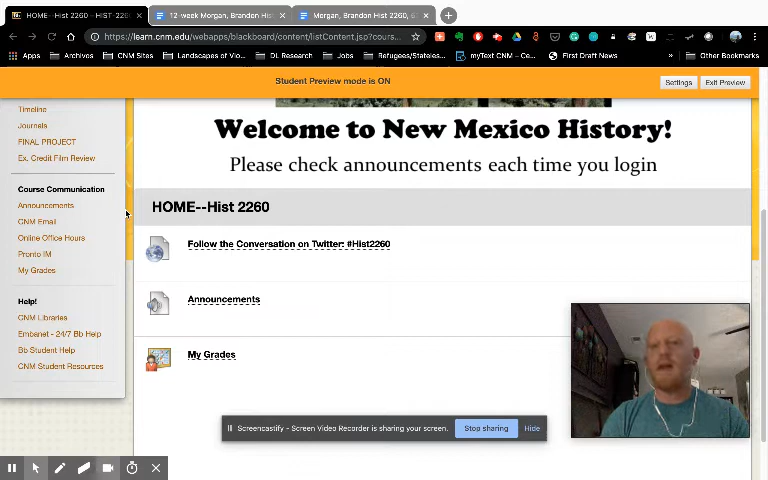 HOME--Hist 2260 – HIST-2260
12-week Morgan, Brandon Hist
Morgan, Brandon Hist 2260, 6
https://learn.cnm.edu/webapps/blackboard/content/listContent.jsp?cours...
Apps
Archivos
CNM Sites
Landscapes of Vio...
DL Research
Jobs
Refugees/Stateles...
myText CNM – Ce...
First Draft News
»
Other Bookmarks
Student Preview mode is ON
Settings
Exit Preview
Timeline
Journals
FINAL PROJECT
Ex. Credit Film Review
Course Communication
Announcements
CNM Email
Online Office Hours
Pronto IM
My Grades
Help!
CNM Libraries
Embanet - 24/7 Bb Help
Bb Student Help
CNM Student Resources
Welcome to New Mexico History!
Please check announcements each time you login
HOME--Hist 2260
Follow the Conversation on Twitter: #Hist2260
Announcements
My Grades
Screencastify - Screen Video Recorder is sharing your screen.
Stop sharing
Hide